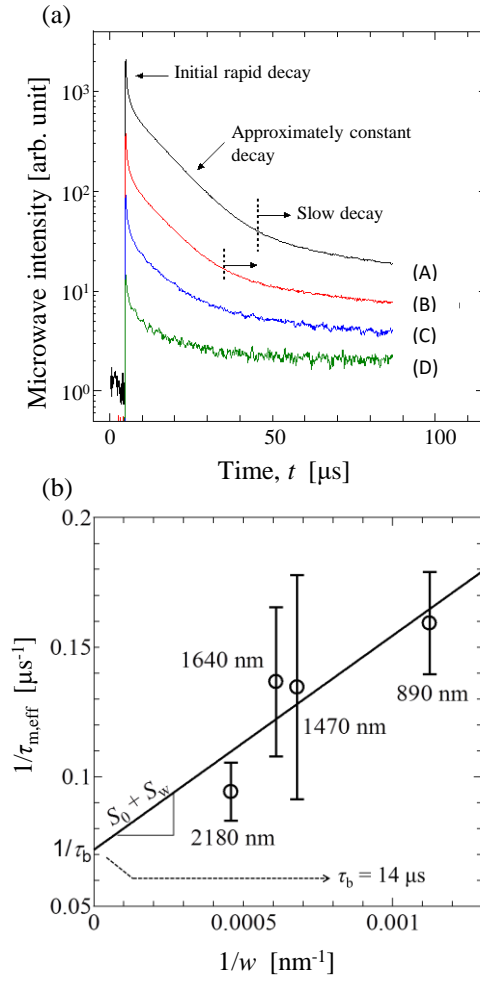 (a)
Microwave intensity [arb. unit]
10³
10²
10¹
10⁰
Initial rapid decay
Approximately constant
decay
Slow decay
(A)
(B)
(C)
(D)
0
50
100
Time, t [μs]
(b)
1/τm,eff [μs⁻¹]
0.2
0.15
0.1
0.05
1/τb
1640 nm
1470 nm
890 nm
2180 nm
S₀ + Sw
τb = 14 μs
0
0.0005
0.001
1/w [nm⁻¹]